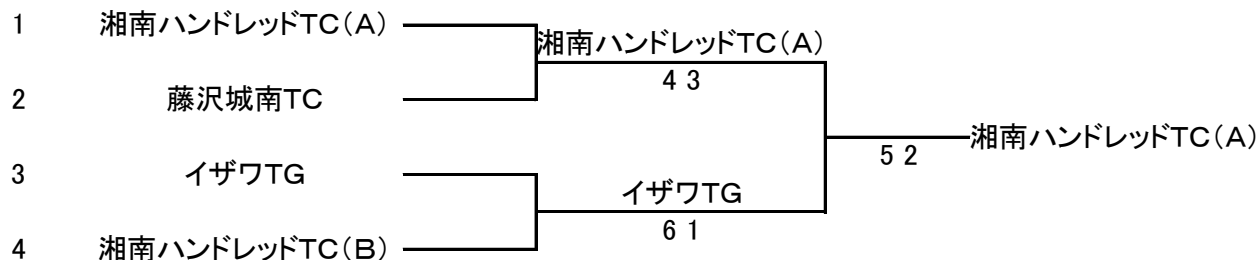 1 湘南ハンドレッドTC(A)
湘南ハンドレッドTC(A)
4 3
2 藤沢城南TC
湘南ハンドレッドTC(A)
5 2
3 イザワTG
イザワTG
6 1
4 湘南ハンドレッドTC(B)